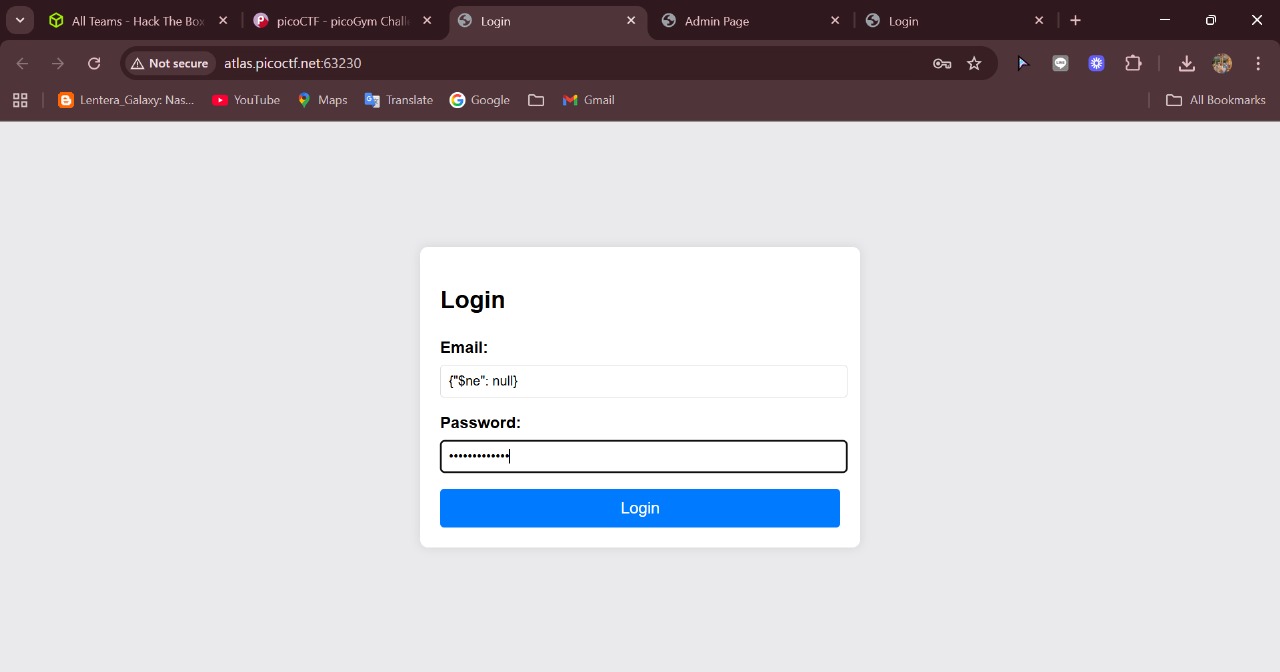 All Teams - Hack The Box
picoCTF - picoGym Chall
Login
Admin Page
Login
Not secure
atlas.picoctf.net:63230
Lentera_Galaxy: Nas...
YouTube
Maps
Translate
Google
Gmail
All Bookmarks
Login
Email:
{"$ne": null}
Password:
•••••••••••••
Login